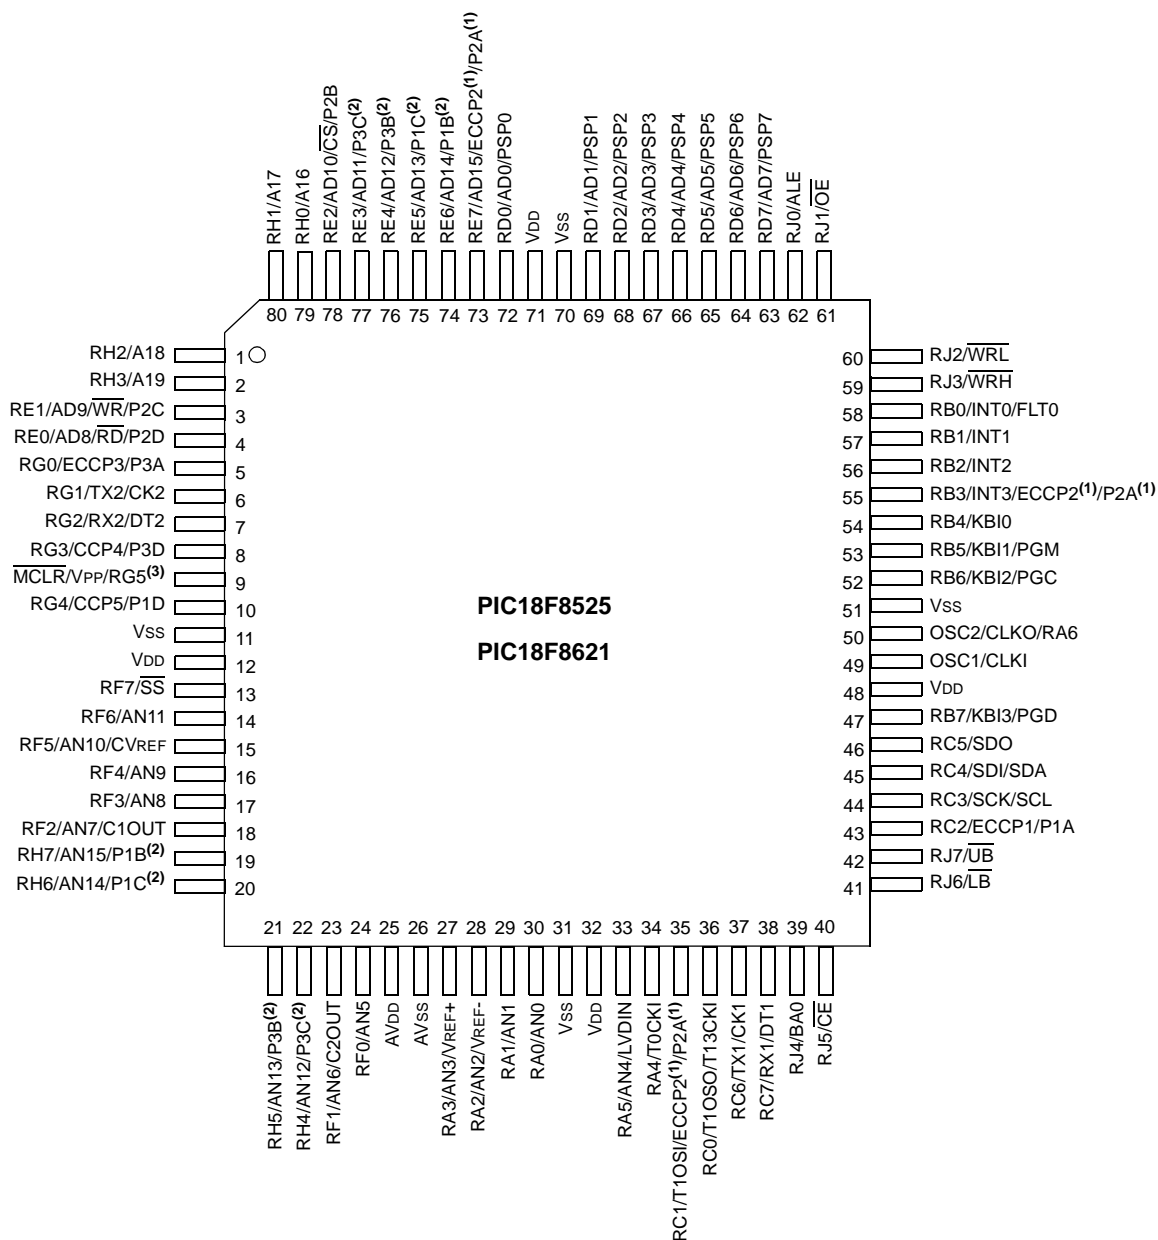 RH1/A17
RH0/A16
RE2/AD10/CS/P2B
RE3/AD11/P3C(2)
RE4/AD12/P3B(2)
RE5/AD13/P1C(2)
RE6/AD14/P1B(2)
RE7/AD15/ECCP2(1)/P2A(1)
RD0/AD0/PSP0
VDD
VSS
RD1/AD1/PSP1
RD2/AD2/PSP2
RD3/AD3/PSP3
RD4/AD4/PSP4
RD5/AD5/PSP5
RD6/AD6/PSP6
RD7/AD7/PSP7
RJ0/ALE
RJ1/OE
80 79 78 77 76 75 74 73 72 71 70 69 68 67 66 65 64 63 62 61
RH2/A18 1
RH3/A19 2
RE1/AD9/WR/P2C 3
RE0/AD8/RD/P2D 4
RG0/ECCP3/P3A 5
RG1/TX2/CK2 6
RG2/RX2/DT2 7
RG3/CCP4/P3D 8
MCLR/VPP/RG5(3) 9
RG4/CCP5/P1D 10
VSS 11
VDD 12
RF7/SS 13
RF6/AN11 14
RF5/AN10/CVREF 15
RF4/AN9 16
RF3/AN8 17
RF2/AN7/C1OUT 18
RH7/AN15/P1B(2) 19
RH6/AN14/P1C(2) 20
PIC18F8525
PIC18F8621
60 RJ2/WRL
59 RJ3/WRH
58 RB0/INT0/FLT0
57 RB1/INT1
56 RB2/INT2
55 RB3/INT3/ECCP2(1)/P2A(1)
54 RB4/KBI0
53 RB5/KBI1/PGM
52 RB6/KBI2/PGC
51 VSS
50 OSC2/CLKO/RA6
49 OSC1/CLKI
48 VDD
47 RB7/KBI3/PGD
46 RC5/SDO
45 RC4/SDI/SDA
44 RC3/SCK/SCL
43 RC2/ECCP1/P1A
42 RJ7/UB
41 RJ6/LB
21 22 23 24 25 26 27 28 29 30 31 32 33 34 35 36 37 38 39 40
RH5/AN13/P3B(2)
RH4/AN12/P3C(2)
RF1/AN6/C2OUT
RF0/AN5
AVDD
AVSS
RA3/AN3/VREF+
RA2/AN2/VREF-
RA1/AN1
RA0/AN0
VSS
VDD
RA5/AN4/LVDIN
RA4/T0CKI
RC1/T1OSI/ECCP2(1)/P2A(1)
RC0/T1OSO/T13CKI
RC6/TX1/CK1
RC7/RX1/DT1
RJ4/BA0
RJ5/CE